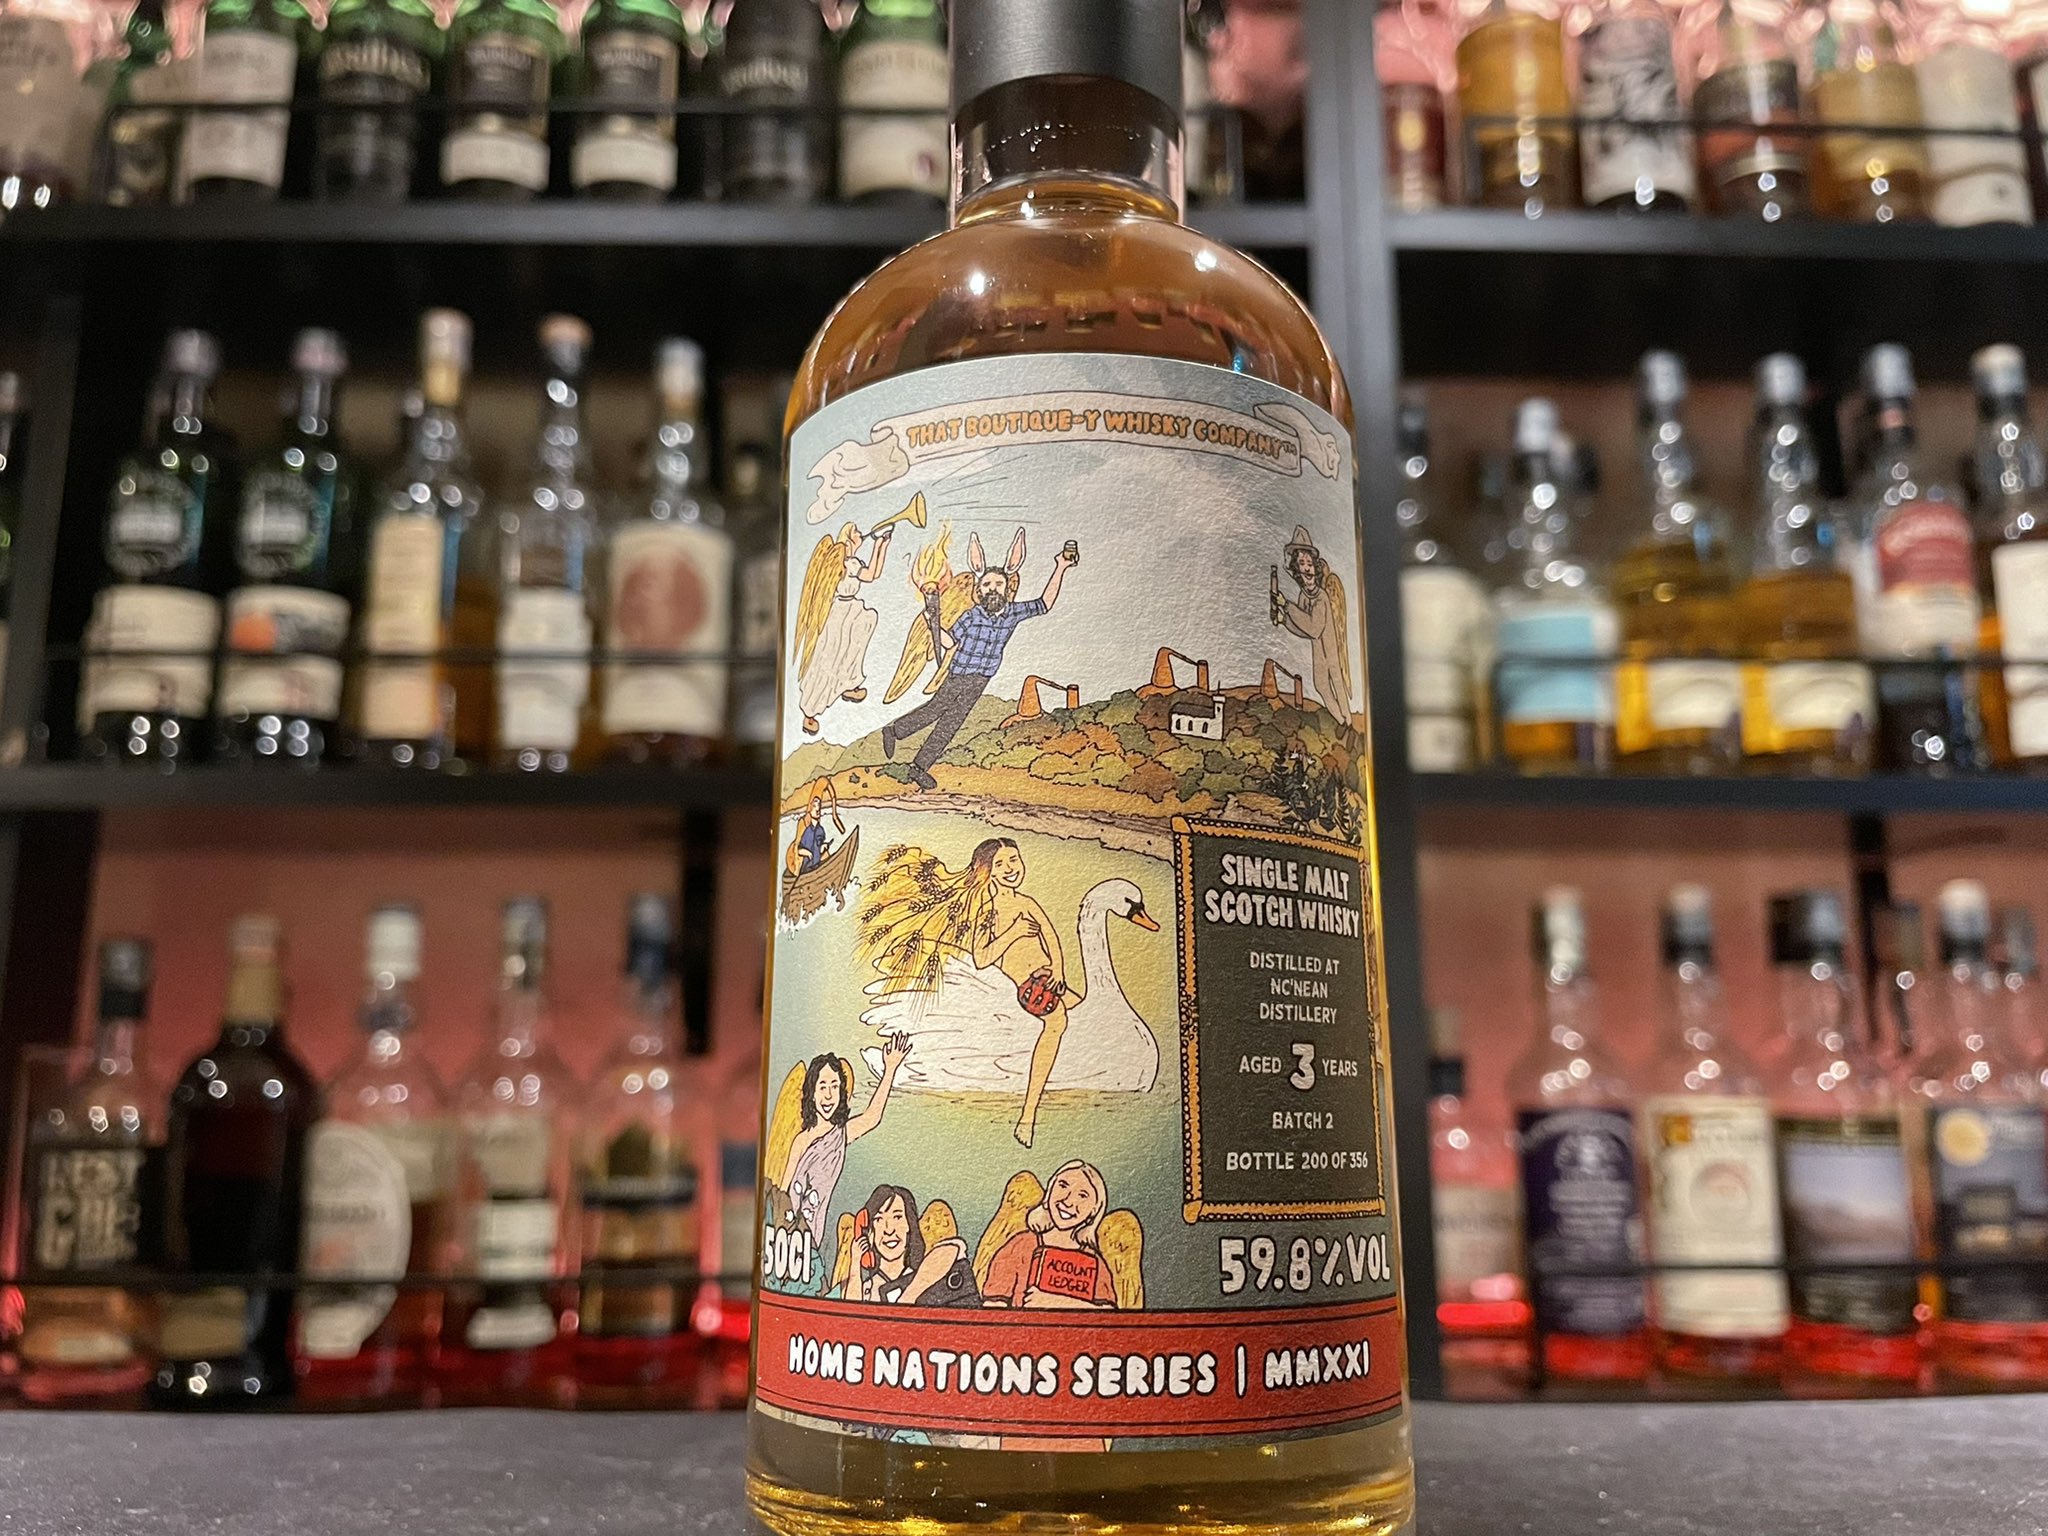 THAT BOUTIQUE-Y WHISKY COMPANY™
SINGLE MALT
SCOTCH WHISKY
DISTILLED AT
NC'NEAN
DISTILLERY
AGED 3 YEARS
BATCH 2
BOTTLE 200 OF 356
50Cl
ACCOUNT
LEDGER
59.8%VOL
HOME NATIONS SERIES | MMXXI